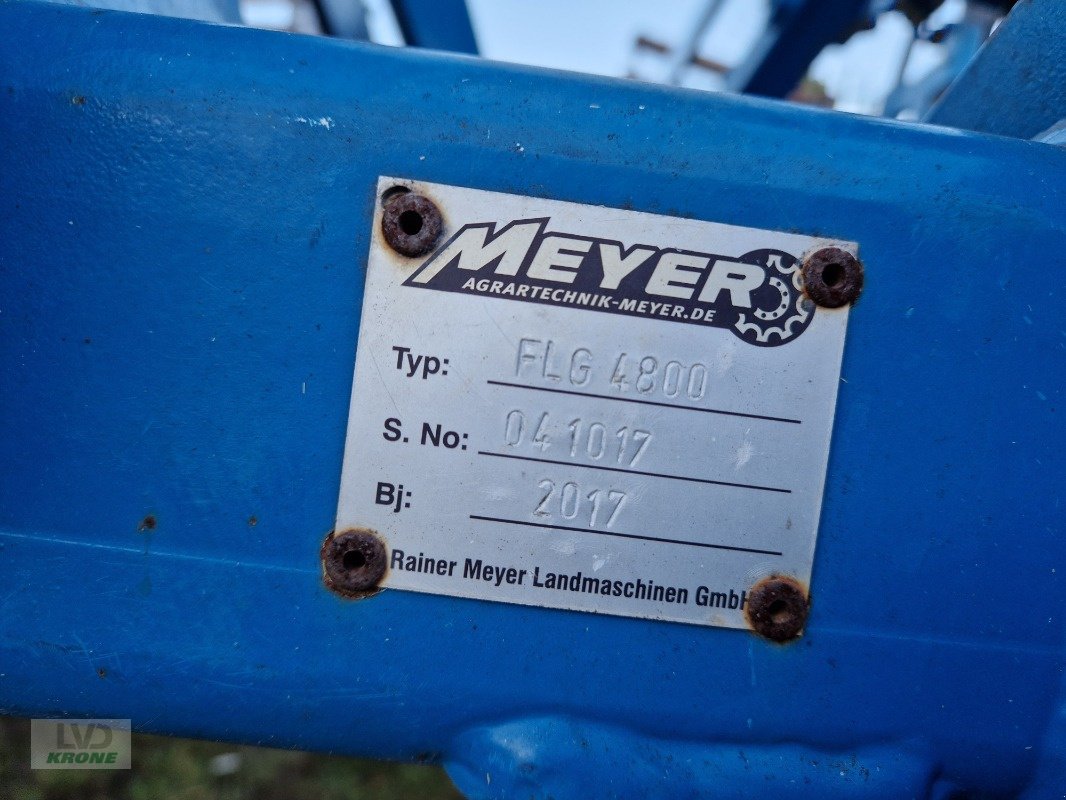 MEYER
AGRARTECHNIK-MEYER.DE
Typ: FLG 4800
S. No: 041017
Bj: 2017
Rainer Meyer Landmaschinen GmbH
LVD
KRONE